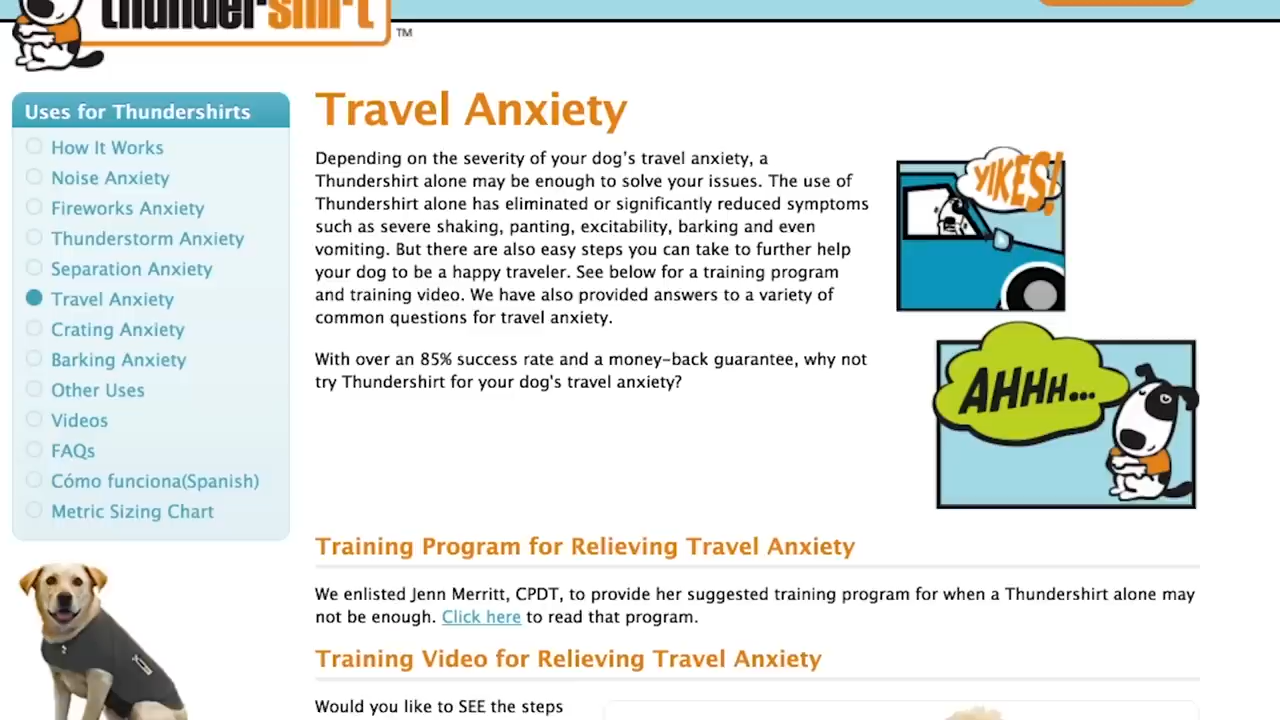 thundershirt
TM
Uses for Thundershirts
How It Works
Noise Anxiety
Fireworks Anxiety
Thunderstorm Anxiety
Separation Anxiety
Travel Anxiety
Crating Anxiety
Barking Anxiety
Other Uses
Videos
FAQs
Cómo funciona(Spanish)
Metric Sizing Chart
Travel Anxiety
Depending on the severity of your dog's travel anxiety, a
Thundershirt alone may be enough to solve your issues. The use of
Thundershirt alone has eliminated or significantly reduced symptoms
such as severe shaking, panting, excitability, barking and even
vomiting. But there are also easy steps you can take to further help
your dog to be a happy traveler. See below for a training program
and training video. We have also provided answers to a variety of
common questions for travel anxiety.
With over an 85% success rate and a money-back guarantee, why not
try Thundershirt for your dog's travel anxiety?
YIKES!
AHHH...
Training Program for Relieving Travel Anxiety
We enlisted Jenn Merritt, CPDT, to provide her suggested training program for when a Thundershirt alone may
not be enough. Click here to read that program.
Training Video for Relieving Travel Anxiety
Would you like to SEE the steps